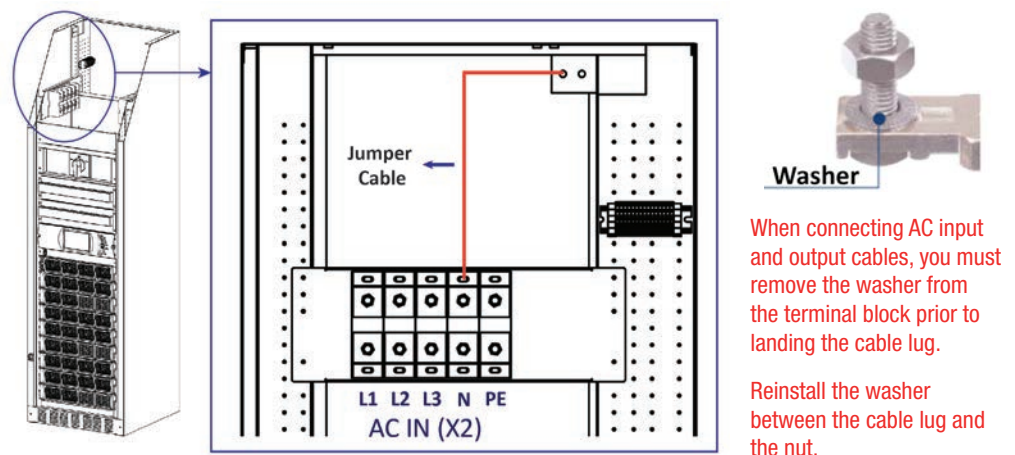 Jumper
Cable
L1 L2 L3 N PE
AC IN (X2)
Washer
When connecting AC input
and output cables, you must
remove the washer from
the terminal block prior to
landing the cable lug.
Reinstall the washer
between the cable lug and
the nut.